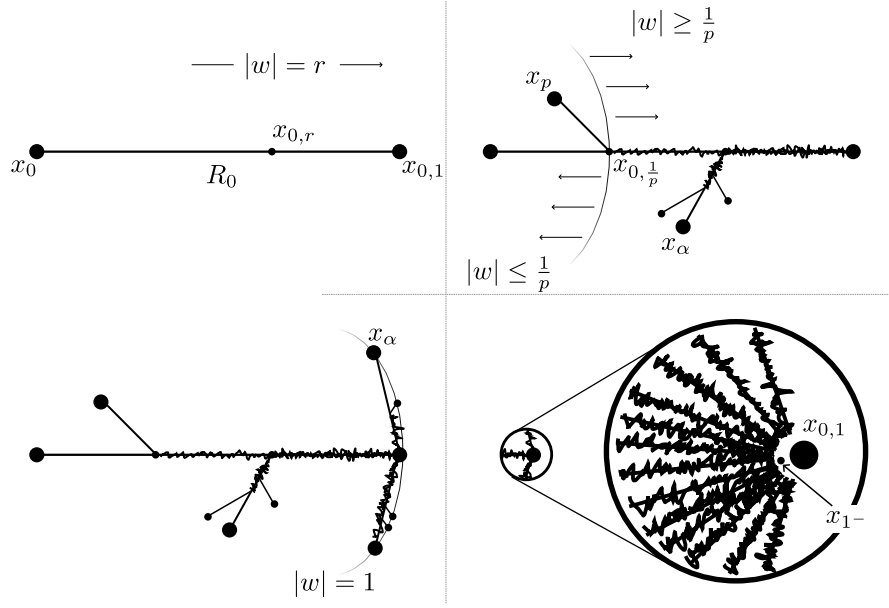 |w| = r
x_{0,r}
x_0
R_0
x_{0,1}
|w| ≥ 1/p
x_p
x_{0,1/p}
x_α
|w| ≤ 1/p
x_α
|w| = 1
x_{0,1}
x_{1^-}